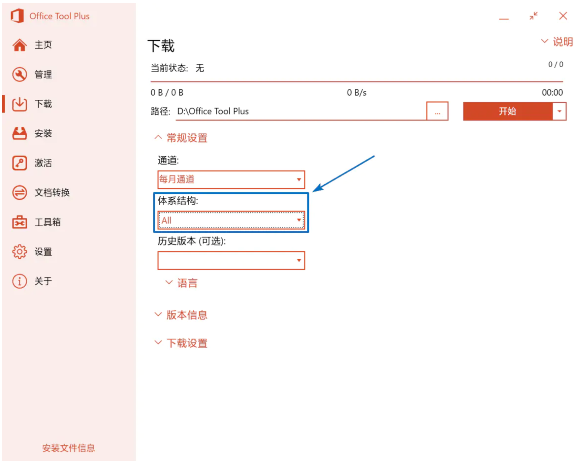 Office Tool Plus
主页
管理
下载
安装
激活
文档转换
工具箱
设置
关于
安装文件信息
下载
说明
当前状态: 无
0 / 0
0 B / 0 B
0 B/s
00:00
路径: D:\Office Tool Plus
...
开始
常规设置
通道:
每月通道
体系结构:
All
历史版本 (可选):
语言
版本信息
下载设置